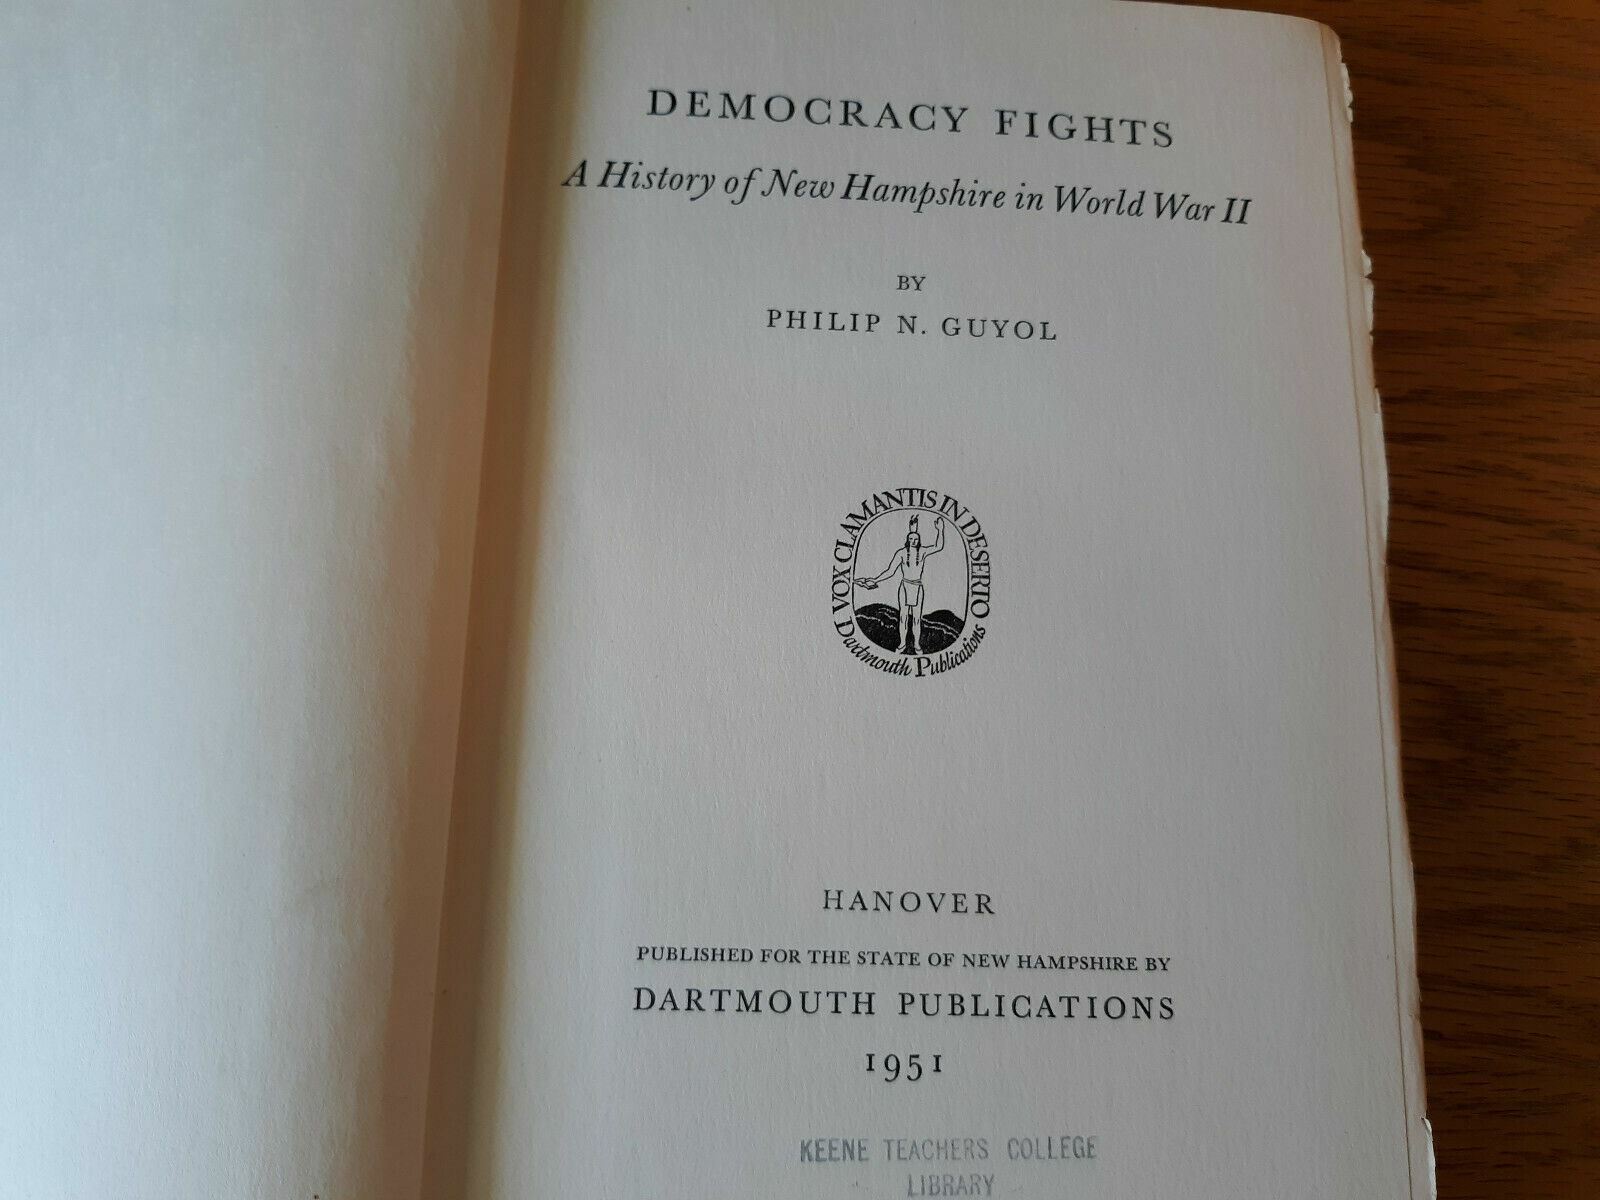 DEMOCRACY FIGHTS
A History of New Hampshire in World War II
BY
PHILIP N. GUYOL
VOX CLAMANTIS IN DESERTO
Dartmouth Publications
HANOVER
PUBLISHED FOR THE STATE OF NEW HAMPSHIRE BY
DARTMOUTH PUBLICATIONS
1951
KEENE TEACHERS COLLEGE
LIBRARY